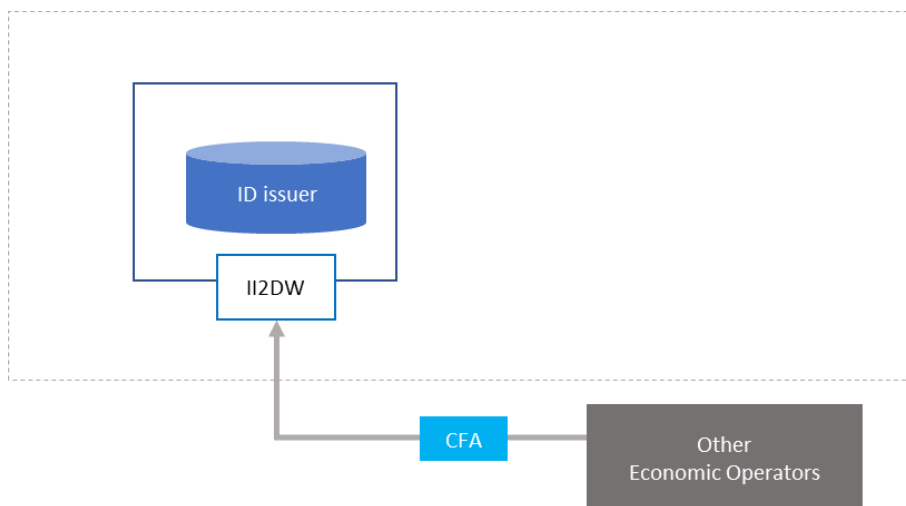 ID issuer
II2DW
CFA
Other
Economic Operators